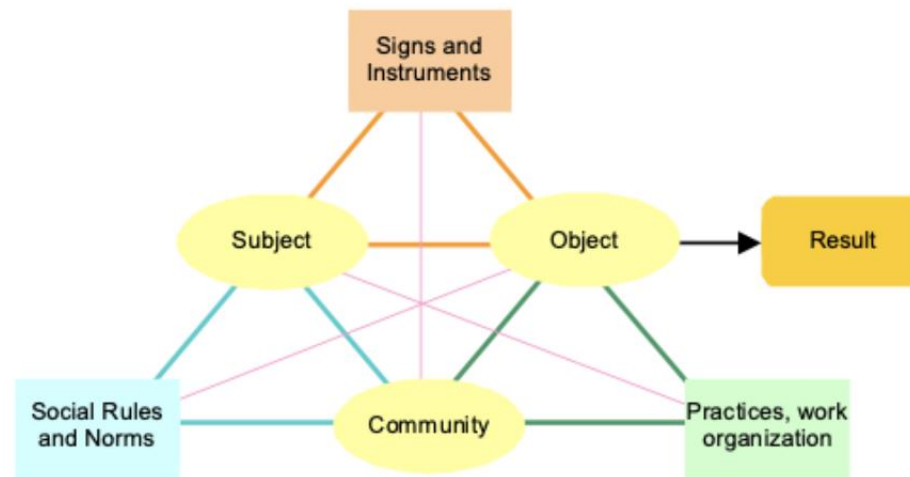 Signs and
Instruments
Subject
Object
Result
Social Rules
and Norms
Community
Practices, work
organization